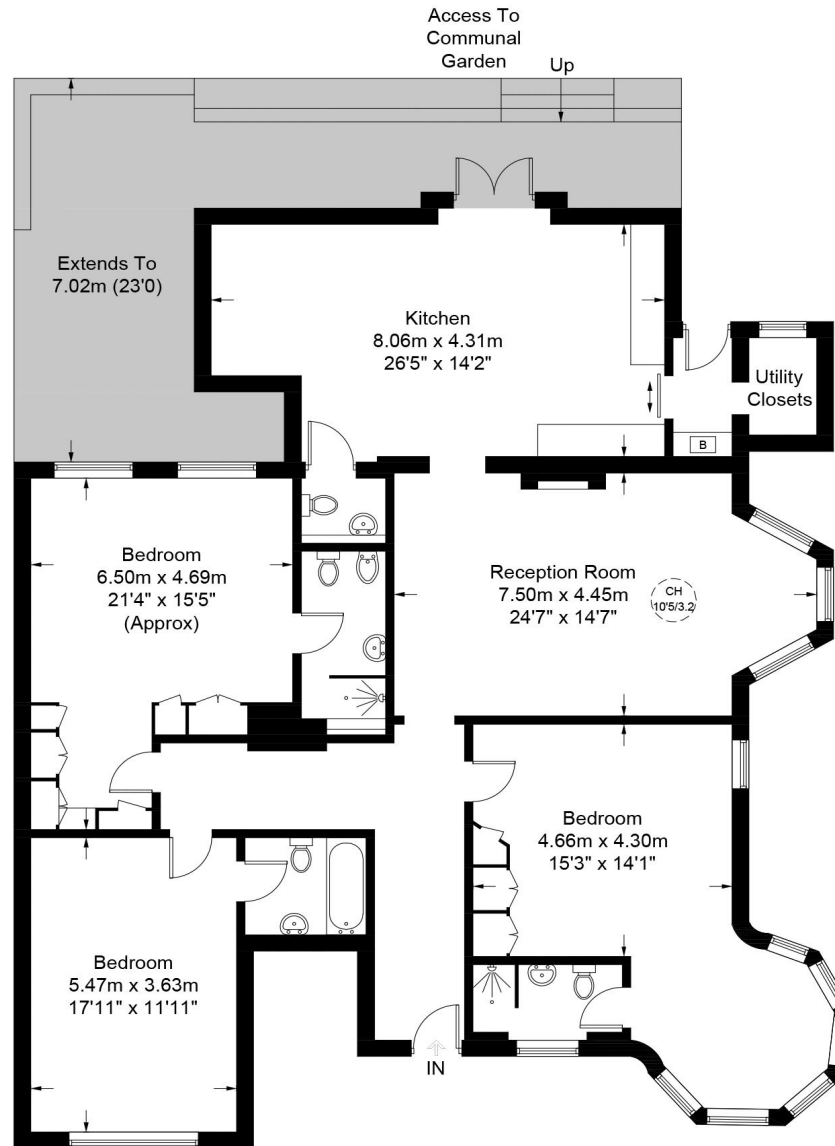 Access To
Communal
Garden
Up
Extends To
7.02m (23'0)
Kitchen
8.06m x 4.31m
26'5" x 14'2"
Utility
Closets
B
Bedroom
6.50m x 4.69m
21'4" x 15'5"
(Approx)
Reception Room
7.50m x 4.45m
24'7" x 14'7"
CH
10'5/3.2
Bedroom
4.66m x 4.30m
15'3" x 14'1"
Bedroom
5.47m x 3.63m
17'11" x 11'11"
IN